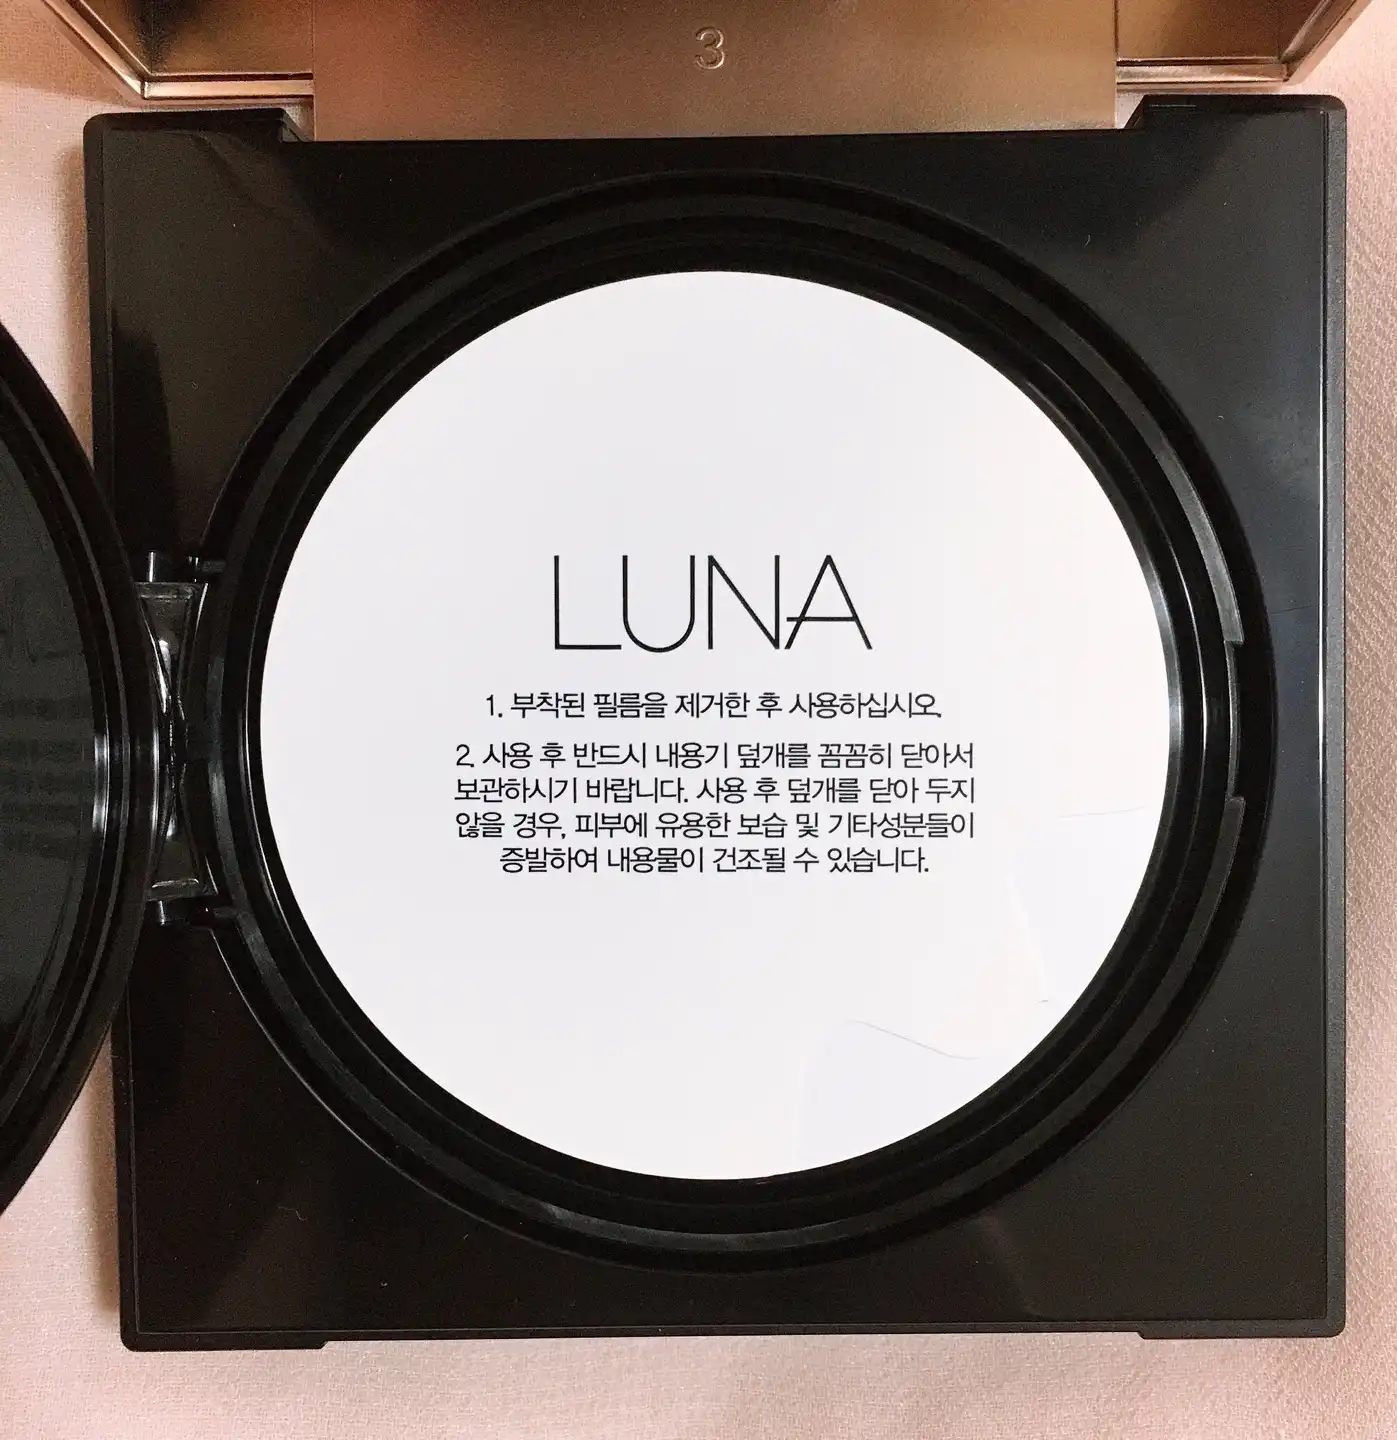 3
LUNA
1. 부착된 필름을 제거한 후 사용하십시오.
2. 사용 후 반드시 내용기 덮개를 꼼꼼히 닫아서
보관하시기 바랍니다. 사용 후 덮개를 닫아 두지
않을 경우, 피부에 유용한 보습 및 기타성분들이
증발하여 내용물이 건조될 수 있습니다.